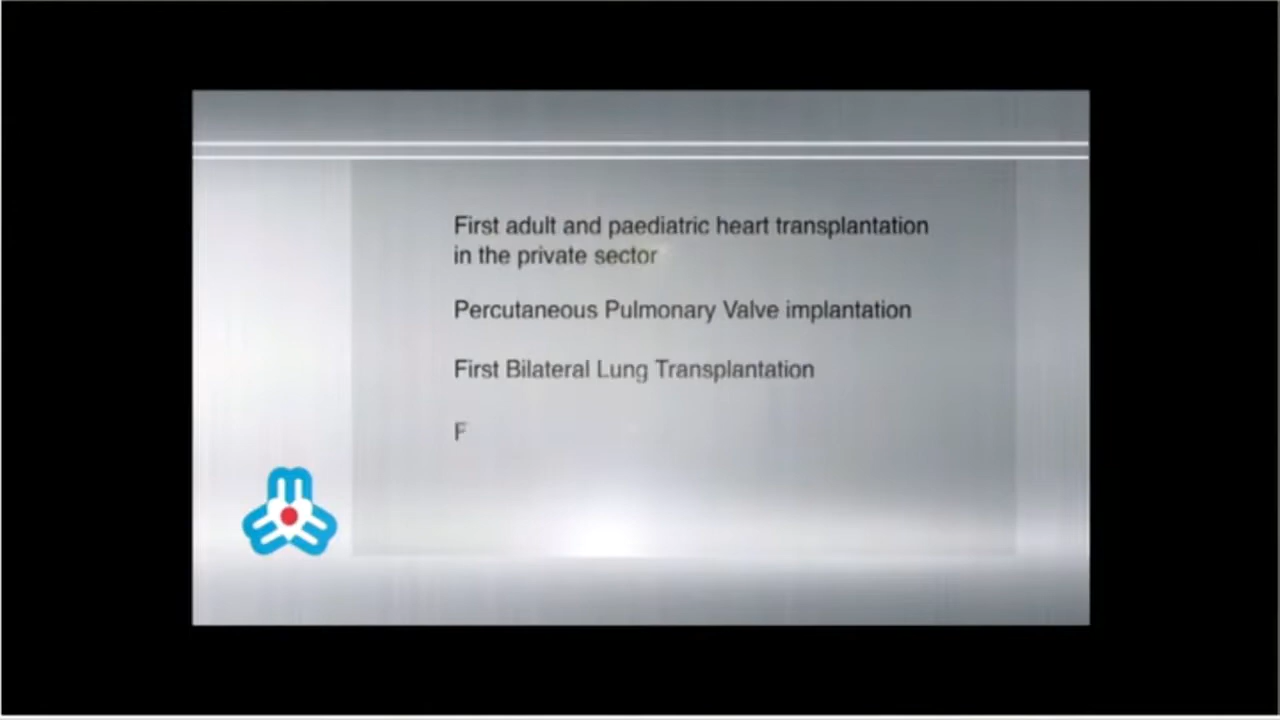 First adult and paediatric heart transplantation
in the private sector
Percutaneous Pulmonary Valve implantation
First Bilateral Lung Transplantation
F